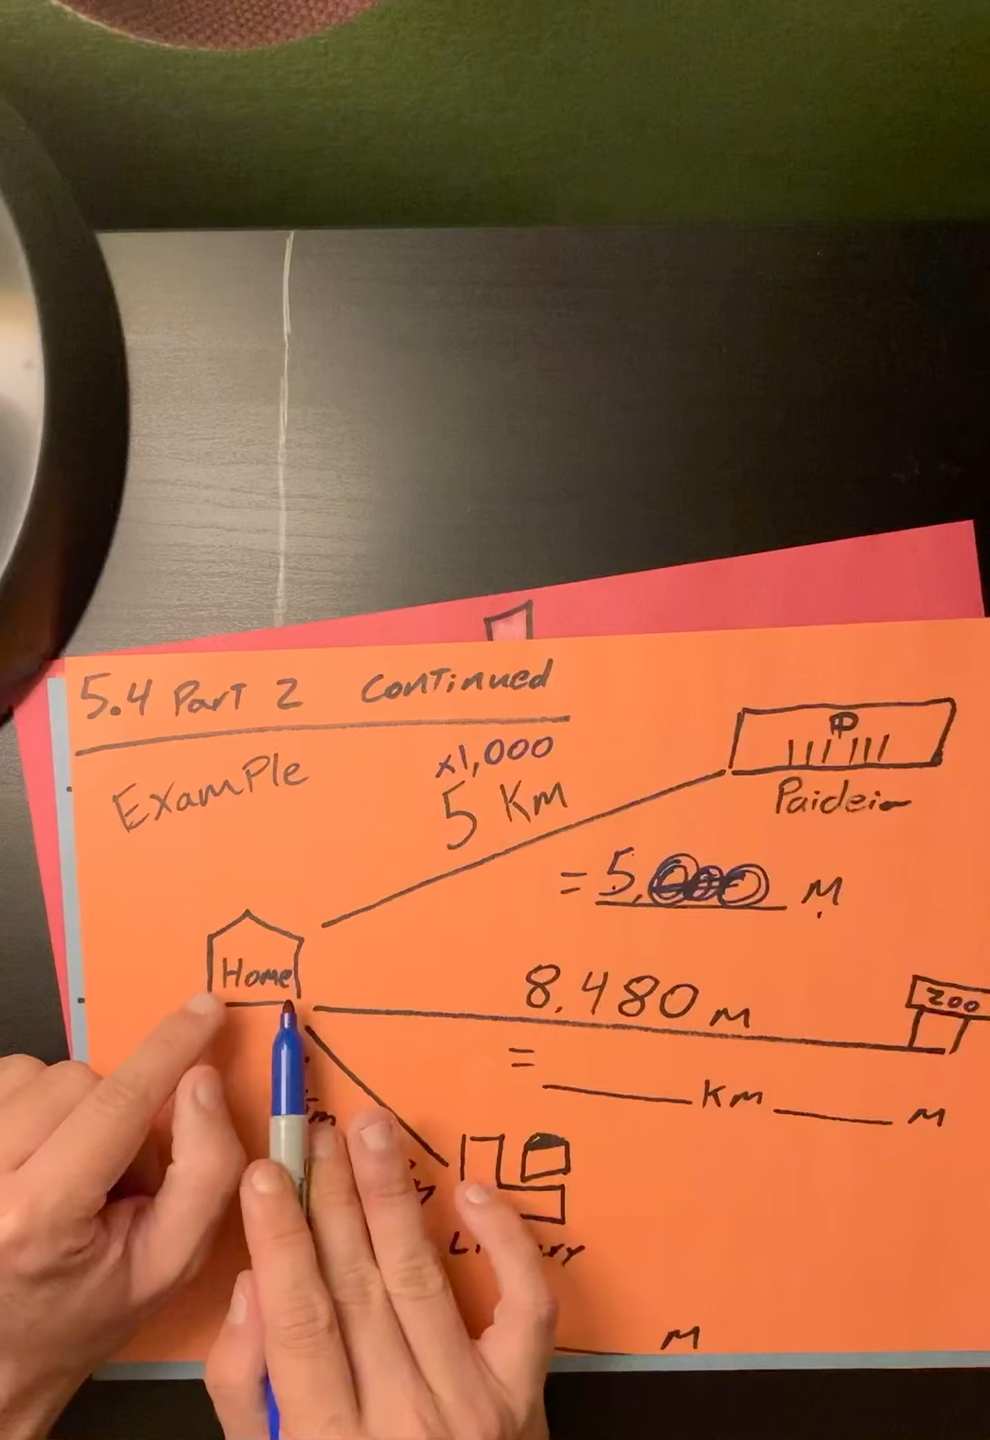 5.4 Part 2 Continued
Example
x1,000
5 Km
P
Paideia
= 5,000 M
Home
8,480 M
ZOO
= ____ Km ____ M
M